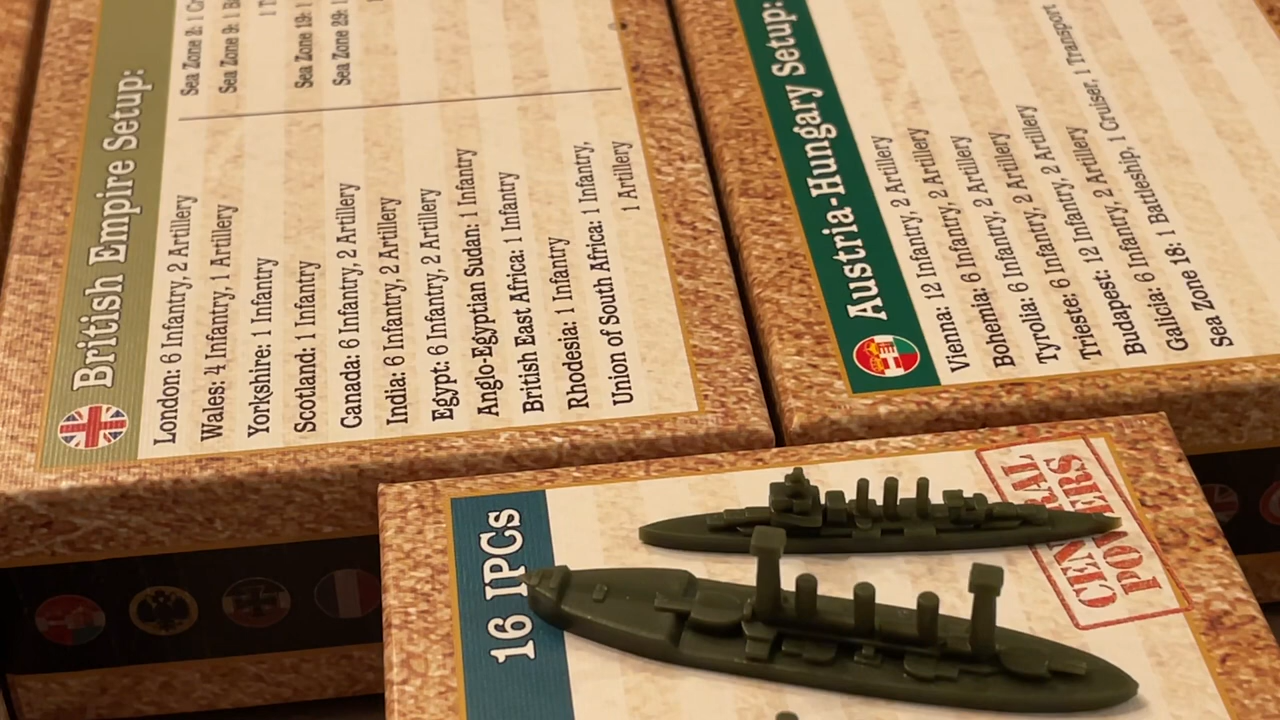 British Empire Setup:
London: 6 Infantry, 2 Artillery
Wales: 4 Infantry, 1 Artillery
Yorkshire: 1 Infantry
Scotland: 1 Infantry
Canada: 6 Infantry, 2 Artillery
India: 6 Infantry, 2 Artillery
Egypt: 6 Infantry, 2 Artillery
Anglo-Egyptian Sudan: 1 Infantry
British East Africa: 1 Infantry
Rhodesia: 1 Infantry
Union of South Africa: 1 Infantry,
1 Artillery
Sea Zone 2: 1 Cr
Sea Zone 9: 1 B
1 T
Sea Zone 19: 1
Sea Zone 29: 1
Austria-Hungary Setup:
Vienna: 12 Infantry, 2 Artillery
Bohemia: 6 Infantry, 2 Artillery
Tyrolia: 6 Infantry, 2 Artillery
Trieste: 6 Infantry, 2 Artillery
Budapest: 12 Infantry, 2 Artillery
Galicia: 6 Infantry, 2 Artillery
Sea Zone 18: 1 Battleship, 1 Cruiser, 1 Transport
16 IPCs
CENTRAL
POWERS